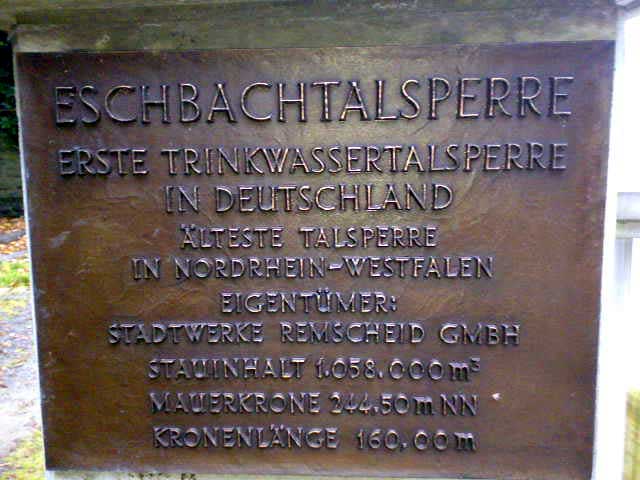 ESCHBACHTALSPERRE
ERSTE TRINKWASSERTALSPERRE
IN DEUTSCHLAND
ÄLTESTE TALSPERRE
IN NORDRHEIN-WESTFALEN
EIGENTÜMER:
STADTWERKE REMSCHEID GMBH
STAUINHALT 1.058.000 m³
MAUERKRONE 244.50 m NN
KRONENLÄNGE 160.00 m